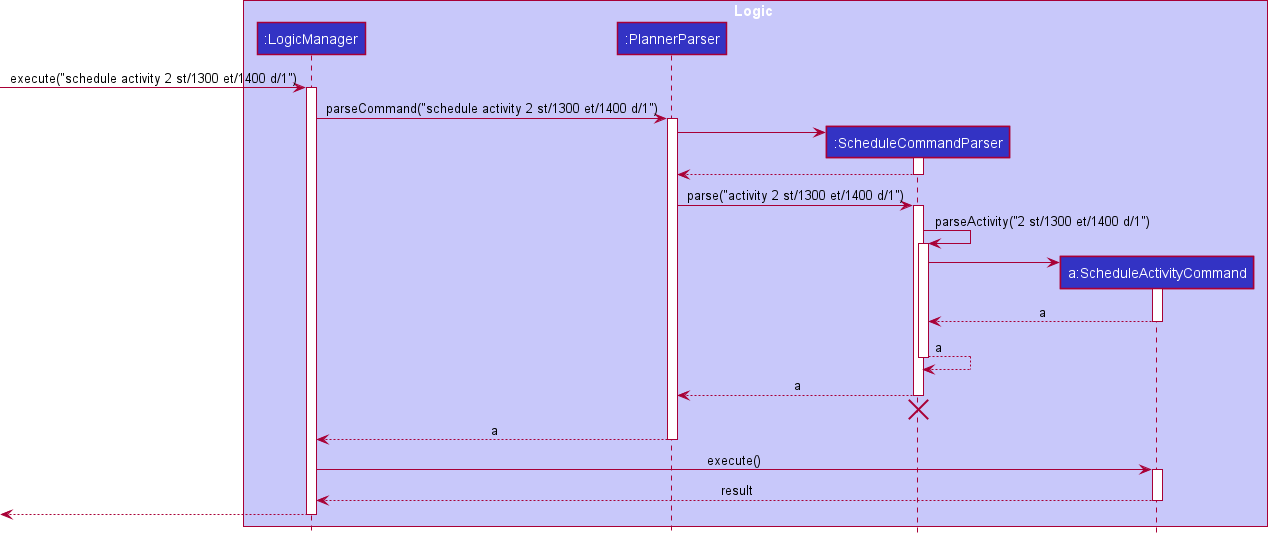 Logic
:LogicManager
:PlannerParser
execute("schedule activity 2 st/1300 et/1400 d/1")
parseCommand("schedule activity 2 st/1300 et/1400 d/1")
:ScheduleCommandParser
parse("activity 2 st/1300 et/1400 d/1")
parseActivity("2 st/1300 et/1400 d/1")
a:ScheduleActivityCommand
a
a
a
a
execute()
result